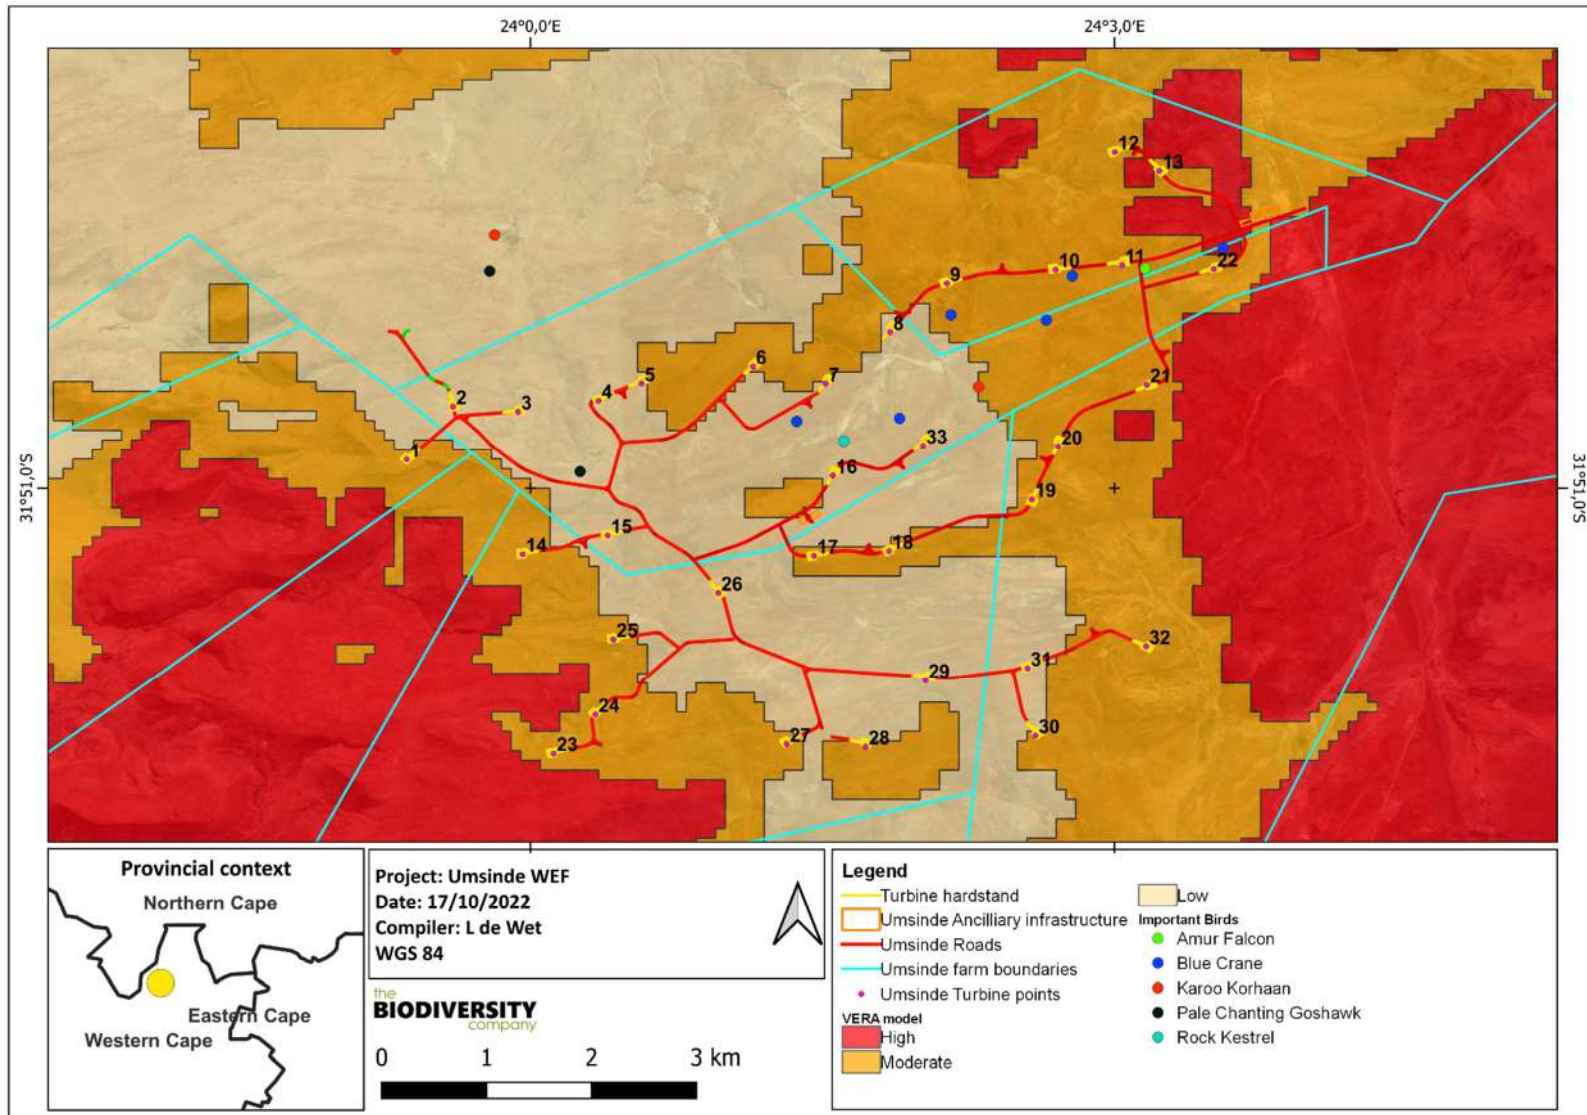 24°0,0'E
24°3,0'E
12
13
9
10
11
22
8
6
7
5
4
21
2
3
33
20
1
16
31°51,0'S
31°51,0'S
19
15
14
17
18
26
25
32
31
29
24
30
23
27
28
Provincial context
Northern Cape
Eastern Cape
Western Cape
Project: Umsinde WEF
Date: 17/10/2022
Compiler: L de Wet
WGS 84
the
BIODIVERSITY
company
0 1 2 3 km
Legend
Turbine hardstand
Umsinde Ancilliary infrastructure
Umsinde Roads
Umsinde farm boundaries
Umsinde Turbine points
VERA model
High
Moderate
Low
Important Birds
Amur Falcon
Blue Crane
Karoo Korhaan
Pale Chanting Goshawk
Rock Kestrel